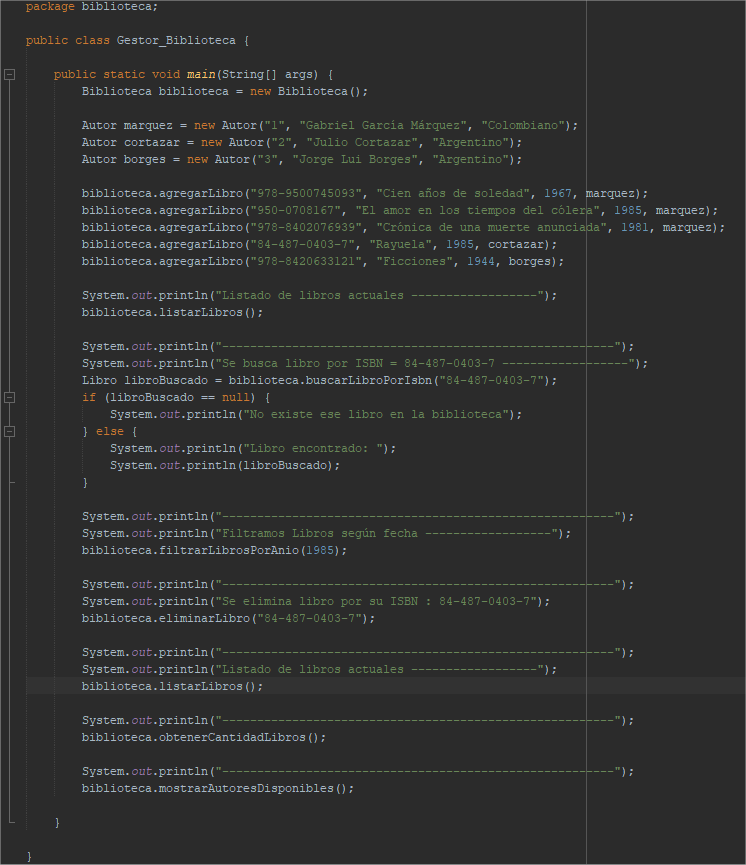 package biblioteca;
public class Gestor_Biblioteca {
public static void main(String[] args) {
Biblioteca biblioteca = new Biblioteca();
Autor marquez = new Autor("1", "Gabriel García Márquez", "Colombiano");
Autor cortazar = new Autor("2", "Julio Cortazar", "Argentino");
Autor borges = new Autor("3", "Jorge Lui Borges", "Argentino");
biblioteca.agregarLibro("978-9500745093", "Cien años de soledad", 1967, marquez);
biblioteca.agregarLibro("950-0708167", "El amor en los tiempos del cólera", 1985, marquez);
biblioteca.agregarLibro("978-8402076939", "Crónica de una muerte anunciada", 1981, marquez);
biblioteca.agregarLibro("84-487-0403-7", "Rayuela", 1985, cortazar);
biblioteca.agregarLibro("978-8420633121", "Ficciones", 1944, borges);
System.out.println("Listado de libros actuales ------------------");
biblioteca.listarLibros();
System.out.println("--------------------------------------------------------");
System.out.println("Se busca libro por ISBN = 84-487-0403-7 ------------------");
Libro libroBuscado = biblioteca.buscarLibroPorIsbn("84-487-0403-7");
if (libroBuscado == null) {
System.out.println("No existe ese libro en la biblioteca");
} else {
System.out.println("Libro encontrado: ");
System.out.println(libroBuscado);
}
System.out.println("--------------------------------------------------------");
System.out.println("Filtramos Libros según fecha ------------------");
biblioteca.filtrarLibrosPorAnio(1985);
System.out.println("--------------------------------------------------------");
System.out.println("Se elimina libro por su ISBN : 84-487-0403-7");
biblioteca.eliminarLibro("84-487-0403-7");
System.out.println("--------------------------------------------------------");
System.out.println("Listado de libros actuales ------------------");
biblioteca.listarLibros();
System.out.println("--------------------------------------------------------");
biblioteca.obtenerCantidadLibros();
System.out.println("--------------------------------------------------------");
biblioteca.mostrarAutoresDisponibles();
}
}